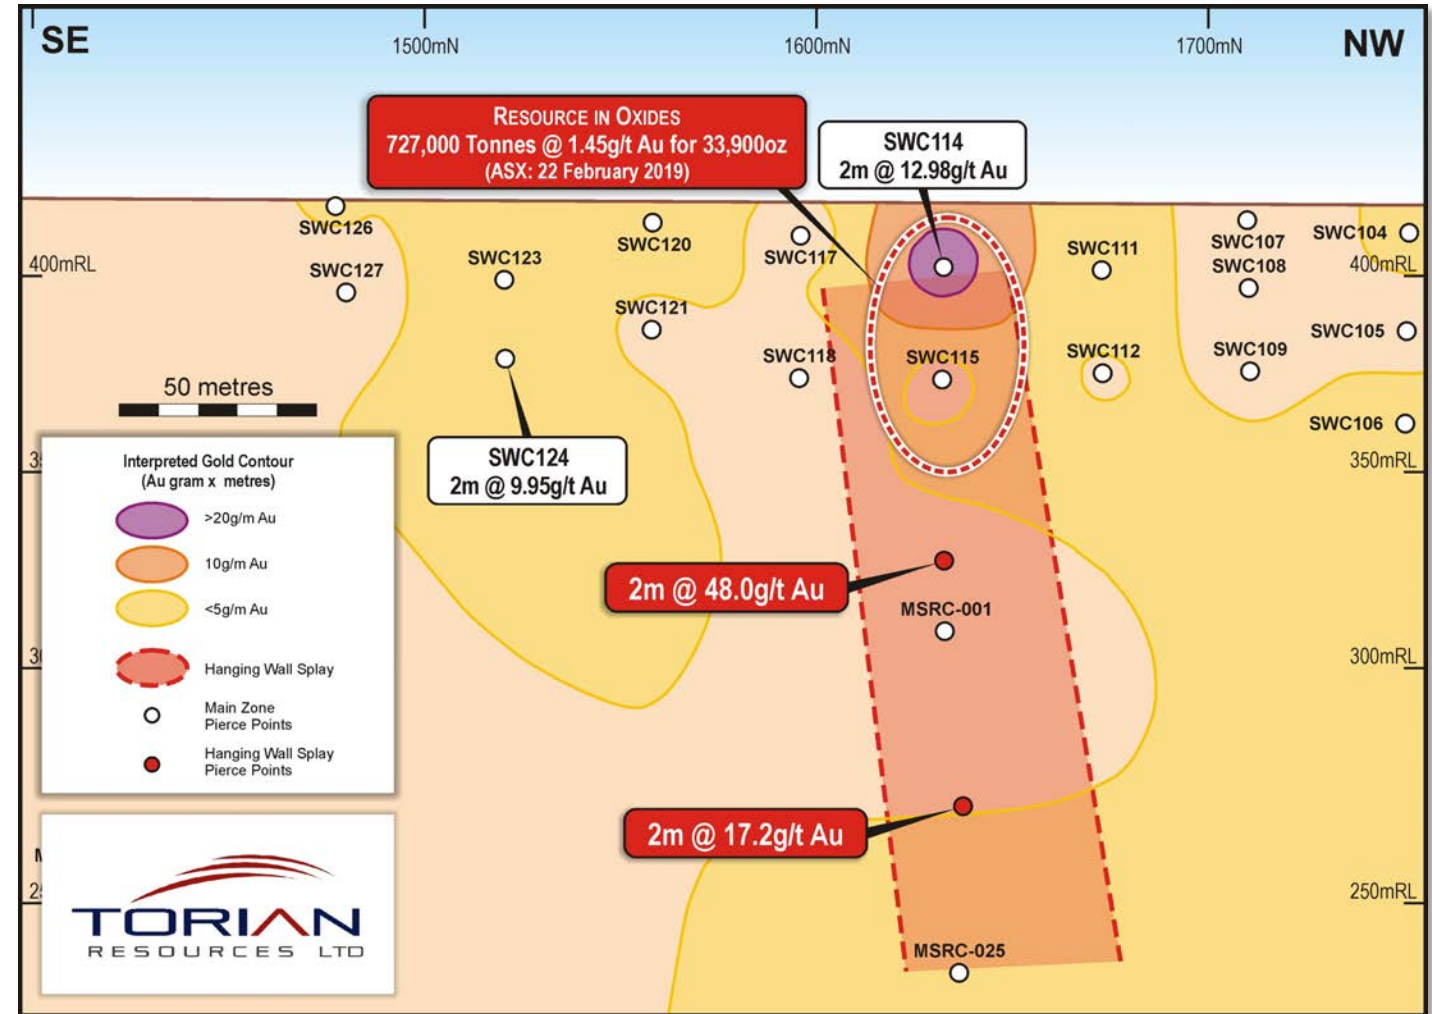 SE
1500mN
1600mN
1700mN
NW
RESOURCE IN OXIDES
727,000 Tonnes @ 1.45g/t Au for 33,900oz
(ASX: 22 February 2019)
SWC114
2m @ 12.98g/t Au
SWC126
SWC120
SWC117
SWC111
SWC107
SWC104
400mRL
SWC127
SWC123
SWC108
400mRL
SWC121
SWC105
SWC118
SWC115
SWC112
SWC109
50 metres
SWC106
SWC124
2m @ 9.95g/t Au
350mRL
Interpreted Gold Contour
(Au gram x metres)
>20g/m Au
10g/m Au
<5g/m Au
Hanging Wall Splay
Main Zone
Pierce Points
Hanging Wall Splay
Pierce Points
2m @ 48.0g/t Au
MSRC-001
300mRL
2m @ 17.2g/t Au
250mRL
MSRC-025
TORIAN
RESOURCES LTD